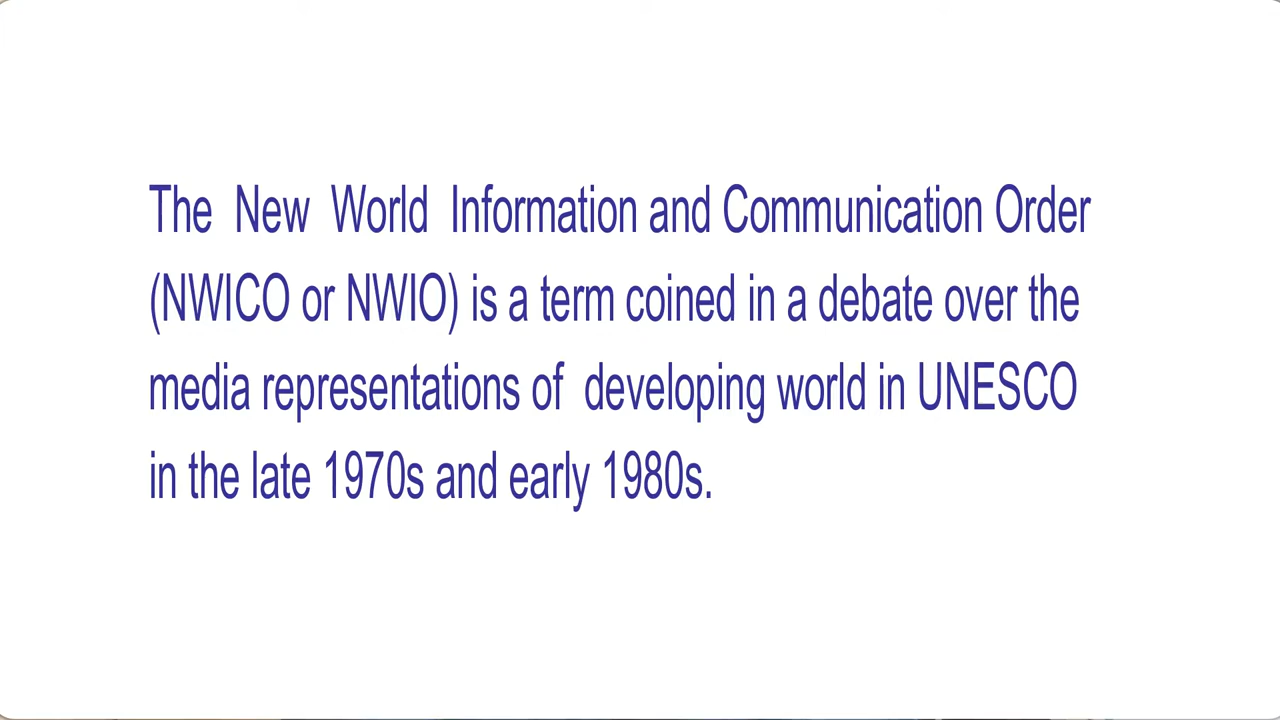 The New World Information and Communication Order
(NWICO or NWIO) is a term coined in a debate over the
media representations of developing world in UNESCO
in the late 1970s and early 1980s.